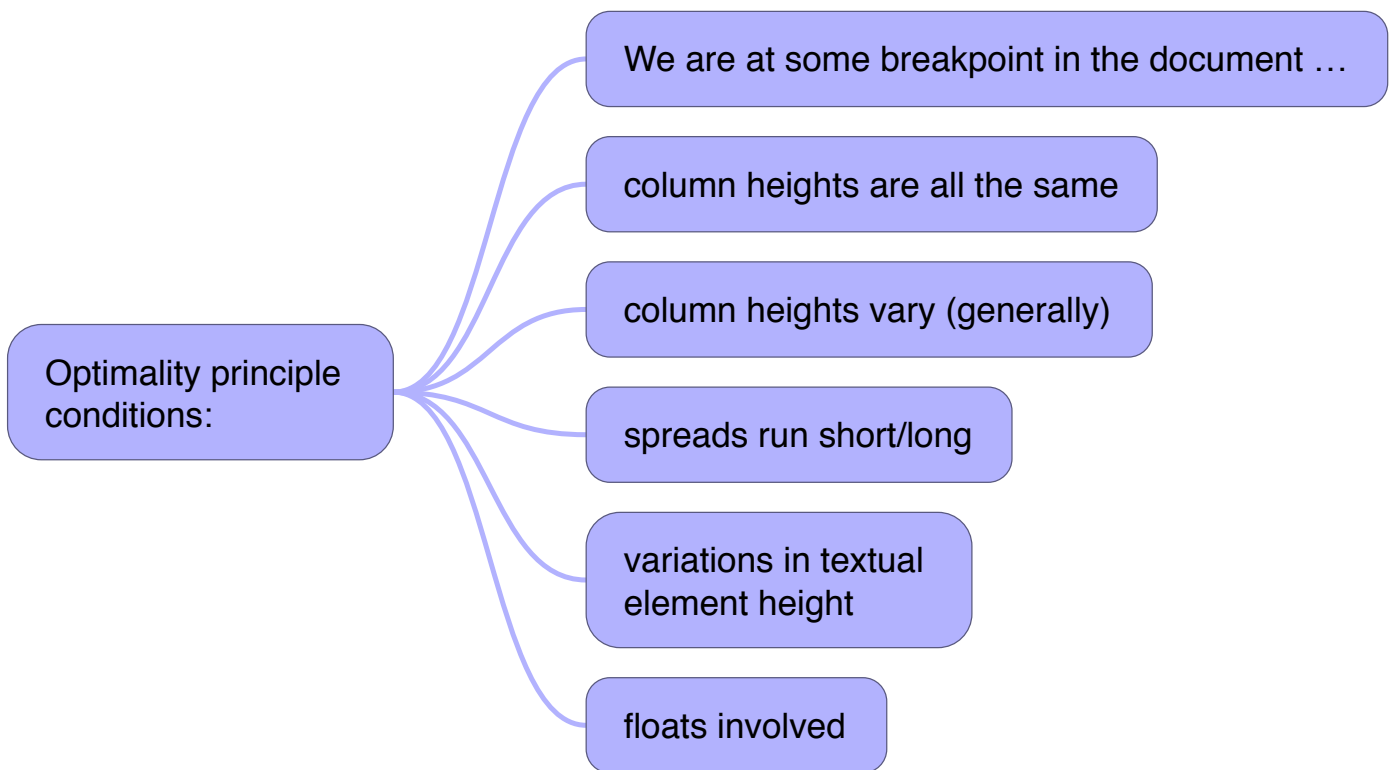 Optimality principle
conditions:
We are at some breakpoint in the document …
column heights are all the same
column heights vary (generally)
spreads run short/long
variations in textual
element height
floats involved